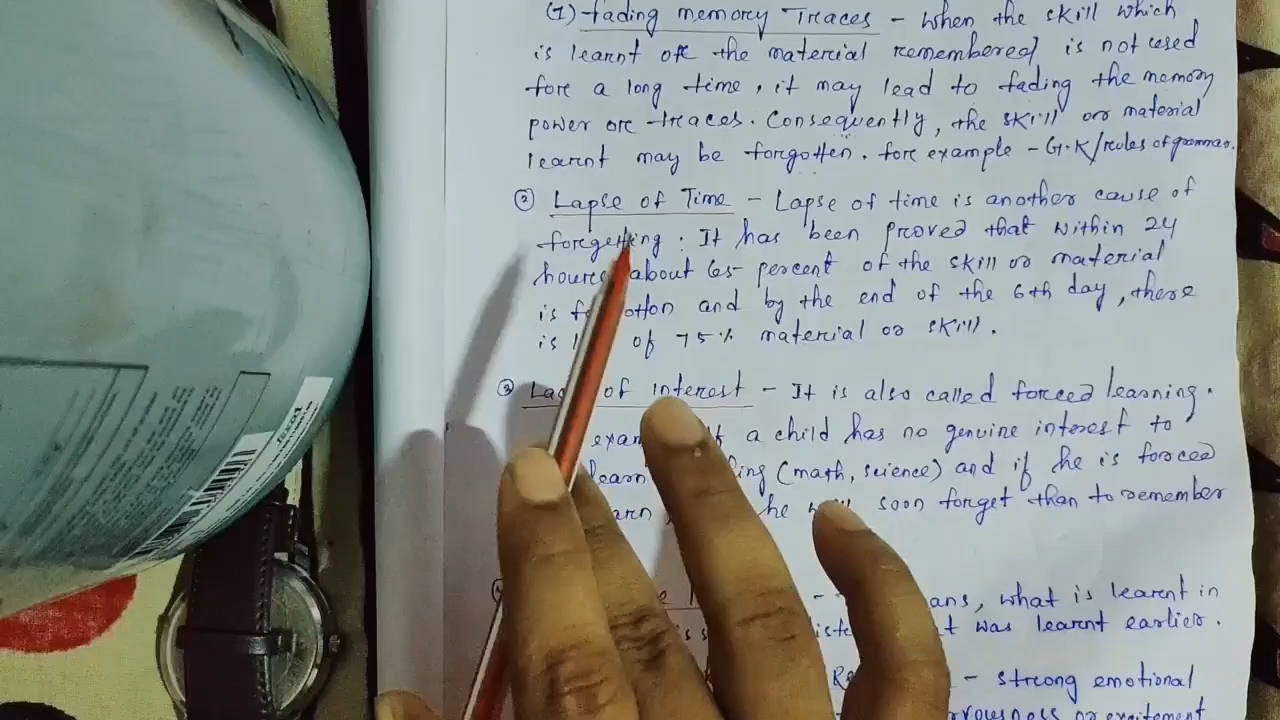 (1) fading memory Traces - When the skill which
is learnt or the material remembered is not used
fore a long time, it may lead to fading the memory
power ore traces. Consequently, the skill or material
learnt may be forgotten. fore example - G.K/rules of grammar.
② Lapse of Time - Lapse of time is another cause of
forgetting. It has been proved that within 24
about 65 percent of the skill or material
is and by the end of the 6th day, there
is of 75% material or skill.
③ of interest - It is also called forced learning.
a child has no genuine interest to
learn (math, science) and if he is forced
he soon forget than to remember
what is learnt in
was learnt earlier.
- strong emotional